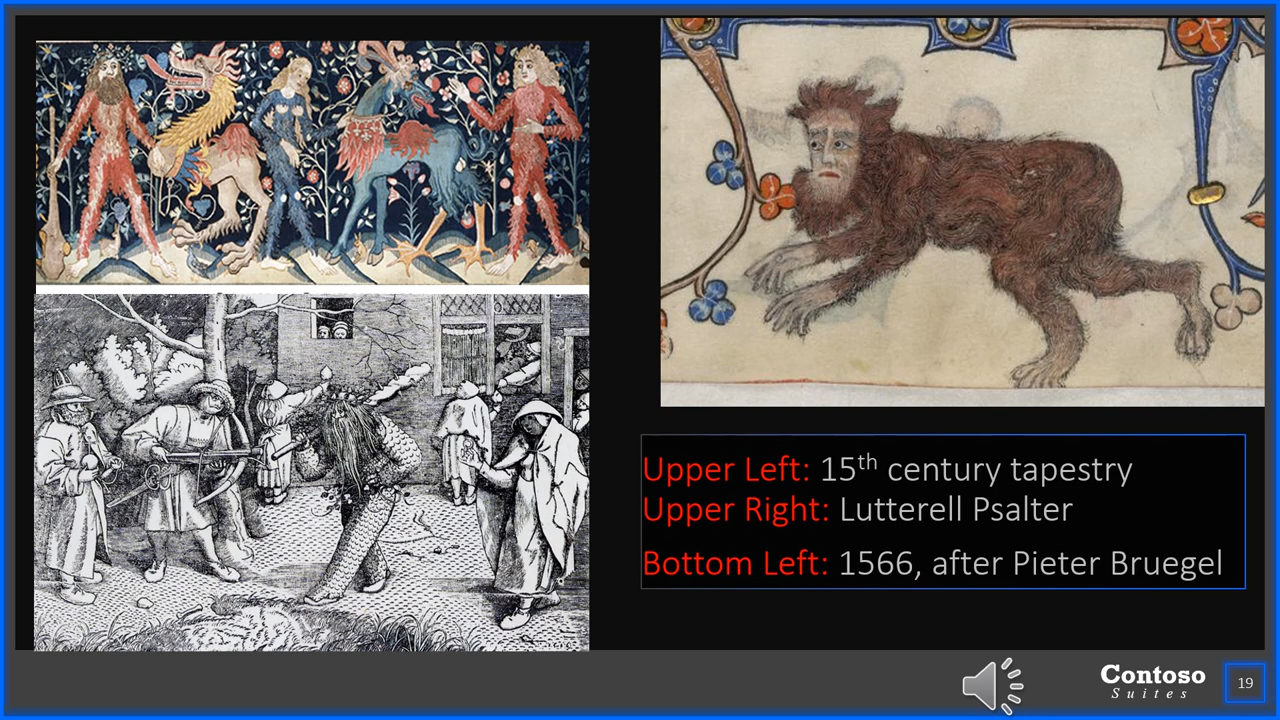 Upper Left: 15th century tapestry
Upper Right: Lutterell Psalter
Bottom Left: 1566, after Pieter Bruegel
Contoso
Suites
19